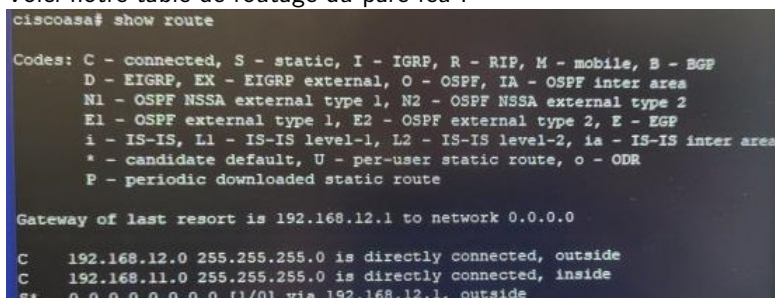 Voici notre table de routage du parc
ciscoasa# show route
Codes: C - connected, S - static, I - IGRP, R - RIP, M - mobile, B - BGP
D - EIGRP, EX - EIGRP external, O - OSPF, IA - OSPF inter area
N1 - OSPF NSSA external type 1, N2 - OSPF NSSA external type 2
E1 - OSPF external type 1, E2 - OSPF external type 2, E - EGP
i - IS-IS, L1 - IS-IS level-1, L2 - IS-IS level-2, ia - IS-IS inter area
* - candidate default, U - per-user static route, o - ODR
P - periodic downloaded static route
Gateway of last resort is 192.168.12.1 to network 0.0.0.0
C 192.168.12.0 255.255.255.0 is directly connected, outside
C 192.168.11.0 255.255.255.0 is directly connected, inside
S* 0.0.0.0 0.0.0.0 [1/0] via 192.168.12.1, outside